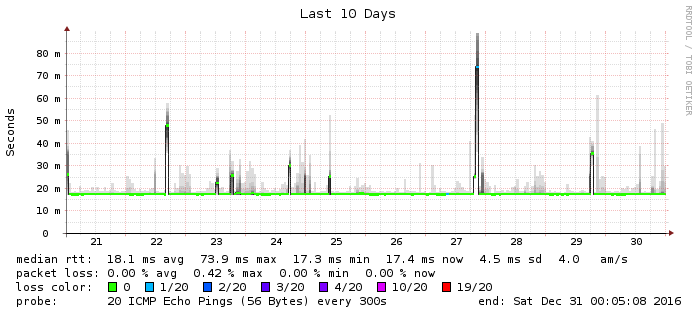 Last 10 Days
RRDTOOL / TOBI OETIKER
Seconds
80 m
70 m
60 m
50 m
40 m
30 m
20 m
10 m
0
21 22 23 24 25 26 27 28 29 30
median rtt: 18.1 ms avg 73.9 ms max 17.3 ms min 17.4 ms now 4.5 ms sd 4.0 am/s
packet loss: 0.00 % avg 0.42 % max 0.00 % min 0.00 % now
loss color: 0 1/20 2/20 3/20 4/20 10/20 19/20
probe: 20 ICMP Echo Pings (56 Bytes) every 300s end: Sat Dec 31 00:05:08 2016